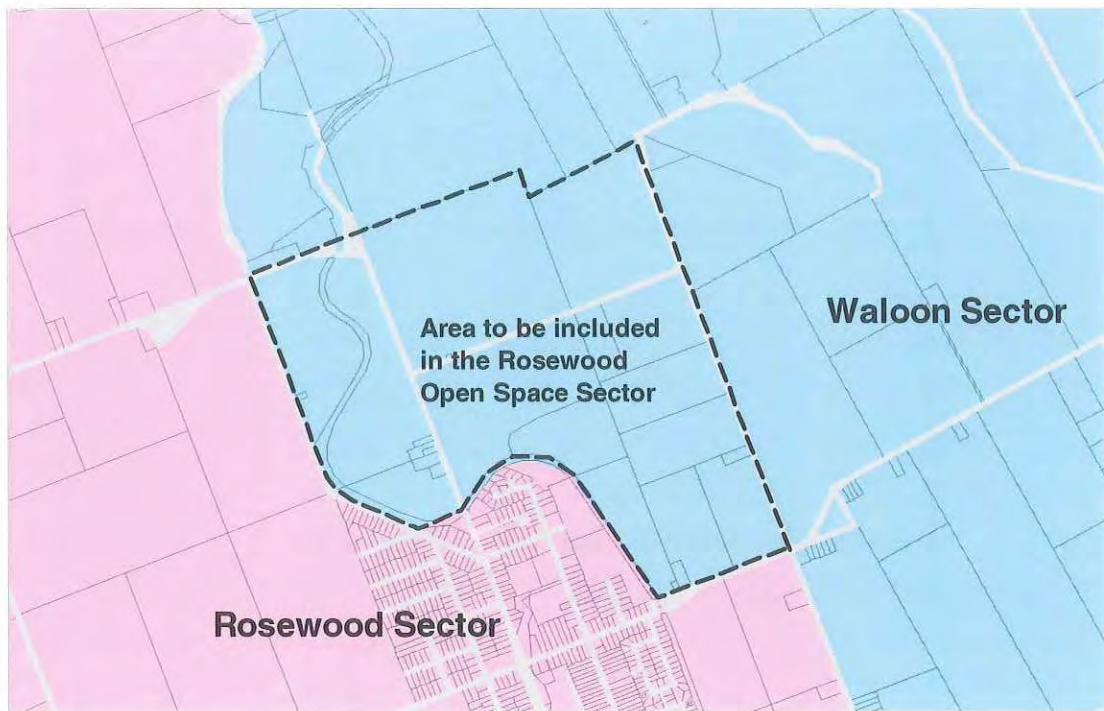 Waloon Sector
Area to be included
in the Rosewood
Open Space Sector
Rosewood Sector